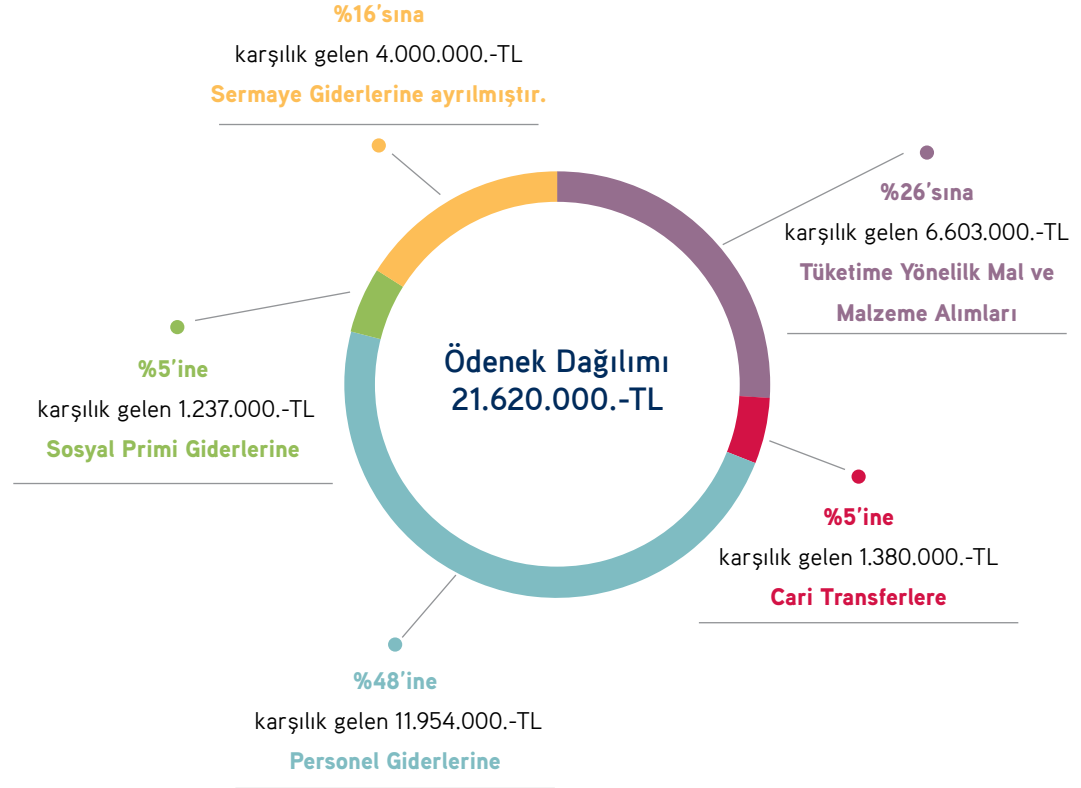 %16’sına
karşılık gelen 4.000.000.-TL
Sermaye Giderlerine ayrılmıştır.
%26’sına
karşılık gelen 6.603.000.-TL
Tüketime Yönelilk Mal ve
Malzeme Alımları
Ödenek Dağılımı
21.620.000.-TL
%5’ine
karşılık gelen 1.237.000.-TL
Sosyal Primi Giderlerine
%5’ine
karşılık gelen 1.380.000.-TL
Cari Transferlere
%48’ine
karşılık gelen 11.954.000.-TL
Personel Giderlerine